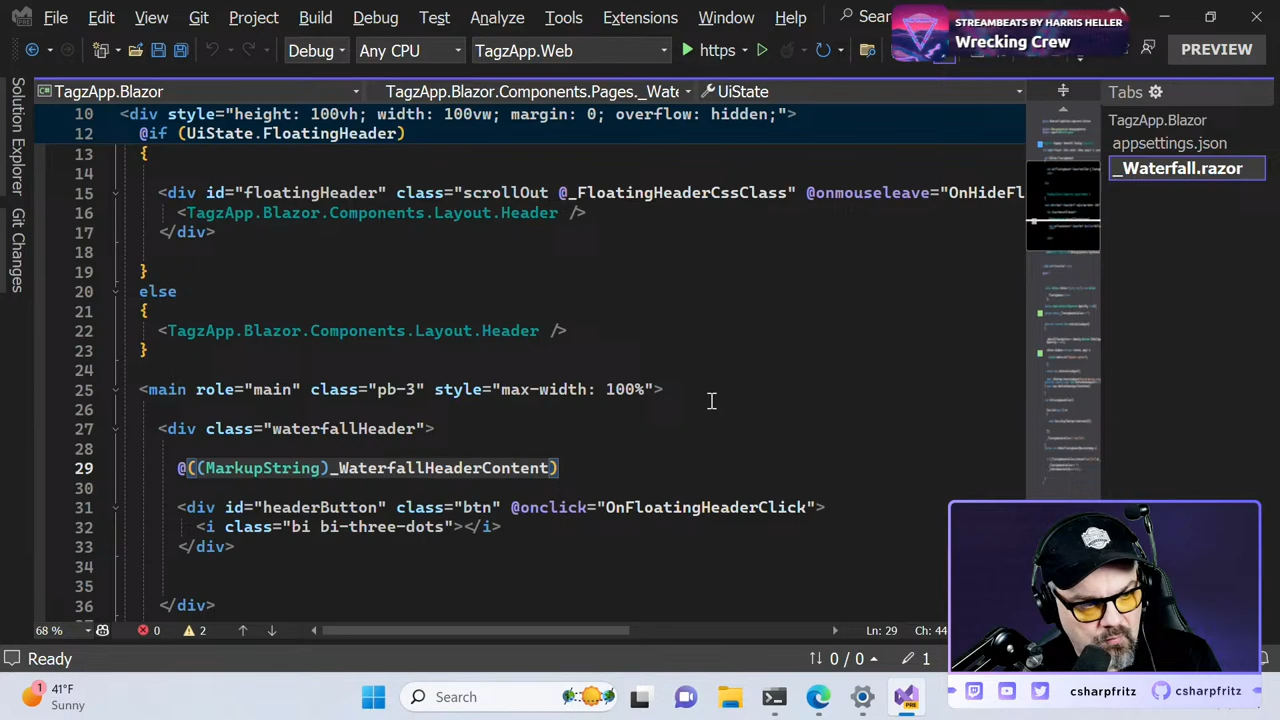 File Edit View Git Project Build Debug Test Analyze Tools Extensions Window Help
STREAMBEATS BY HARRIS HELLER
Wrecking Crew
Debug Any CPU TagzApp.Web https PREVIEW
TagzApp.Blazor TagzApp.Blazor.Components.Pages._Wate UiState Tabs
Solution Explorer
Git Changes
TagzApp.Blazor
appsettings.json
_Waterfall.razor
10 <div style="height: 100vh; width: 100vw; margin: 0; overflow: hidden;">
12 @if (UiState.FloatingHeader)
13 {
14
15 <div id="floatingHeader" class="scrollOut @_FloatingHeaderCssClass" @onmouseleave="OnHideFl
16 <TagzApp.Blazor.Components.Layout.Header />
17 </div>
18
19 }
20 else
21 {
22 <TagzApp.Blazor.Components.Layout.Header />
23 }
24
25 <main role="main" class="pb-3" style="max-width: 100%">
26
27 <div class="waterfallHeader">
28
29 @((MarkupString)_WaterfallHeaderContent)
30
31 <div id="headerButton" class="btn" @onclick="OnFloatingHeaderClick">
32 <i class="bi bi-three-dots"></i>
33 </div>
34
35
36 </div>
68 % 0 2 Ln: 29 Ch: 44
Ready 0 / 0 1
1
41°F
Sunny
Search
PRE
csharpfritz csharpfritz